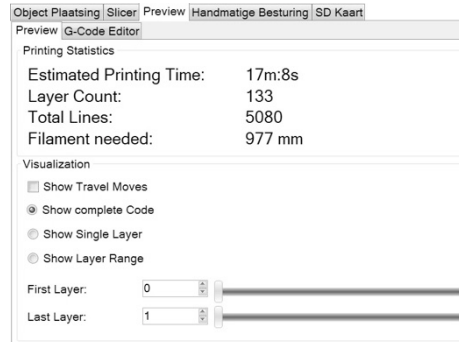 Object Plaatsing Slicer Preview Handmatige Besturing SD Kaart
Preview G-Code Editor
Printing Statistics
Estimated Printing Time: 17m:8s
Layer Count: 133
Total Lines: 5080
Filament needed: 977 mm
Visualization
Show Travel Moves
Show complete Code
Show Single Layer
Show Layer Range
First Layer: 0
Last Layer: 1